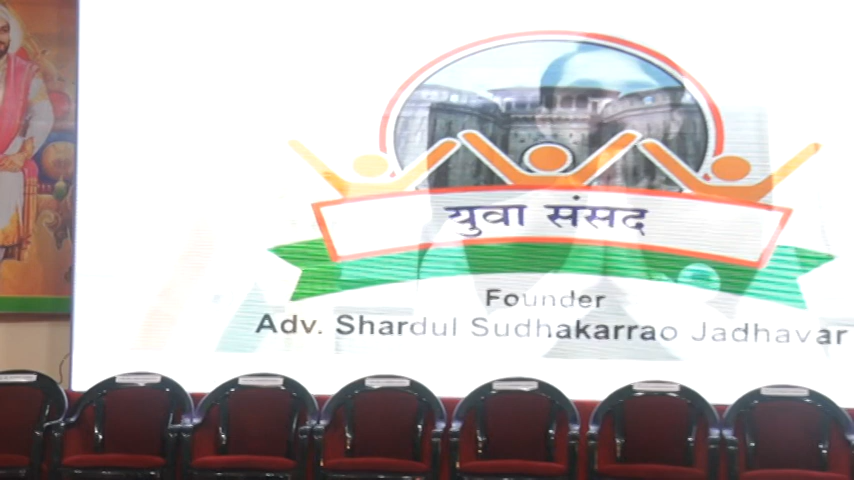 युवा संसद
Founder
Adv. Shardul Sudhakarrao Jadhavar